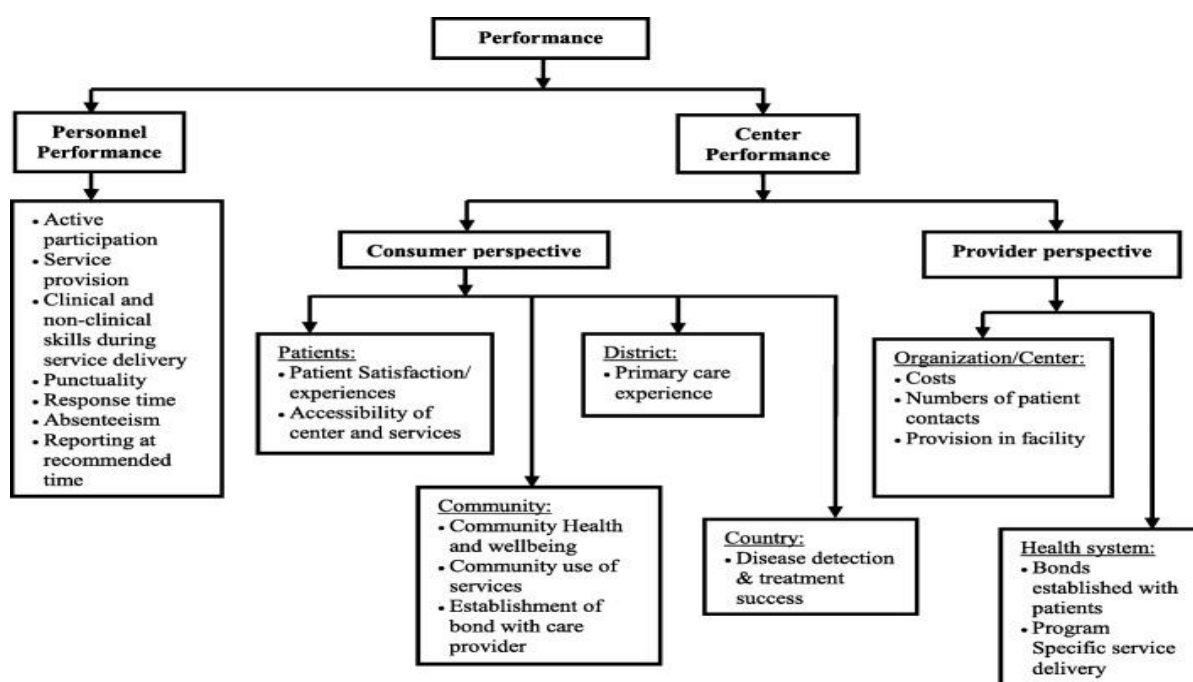 Performance
Personnel
Performance
Center
Performance
• Active
participation
• Service
provision
• Clinical and
non-clinical
skills during
service delivery
• Punctuality
• Response time
• Absenteeism
• Reporting at
recommended
time
Consumer perspective
Provider perspective
Patients:
• Patient Satisfaction/
experiences
• Accessibility of
center and services
District:
• Primary care
experience
Organization/Center:
• Costs
• Numbers of patient
contacts
• Provision in facility
Community:
• Community Health
and wellbeing
• Community use of
services
• Establishment of
bond with care
provider
Country:
• Disease detection
& treatment
success
Health system:
• Bonds
established with
patients
• Program
Specific service
delivery